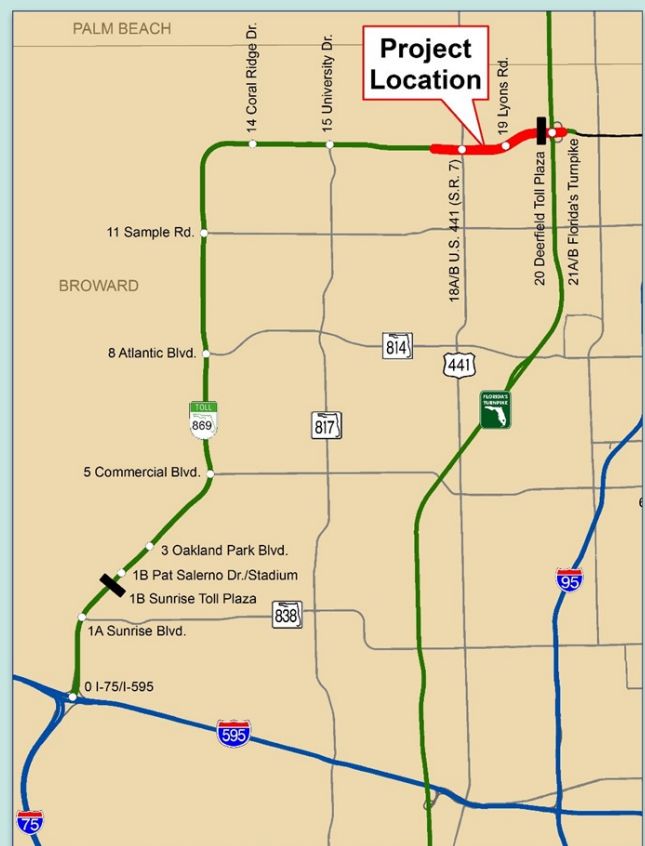 PALM BEACH
Project
Location
14 Coral Ridge Dr.
15 University Dr.
18A/B U.S. 441 (S.R. 7)
19 Lyons Rd.
20 Deerfield Toll Plaza
21A/B Florida's Turnpike
11 Sample Rd.
BROWARD
8 Atlantic Blvd.
814
441
TOLL
869
817
FLORIDA'S
TURNPIKE
5 Commercial Blvd.
3 Oakland Park Blvd.
1B Pat Salerno Dr./Stadium
95
1B Sunrise Toll Plaza
838
1A Sunrise Blvd.
0 I-75/I-595
595
75